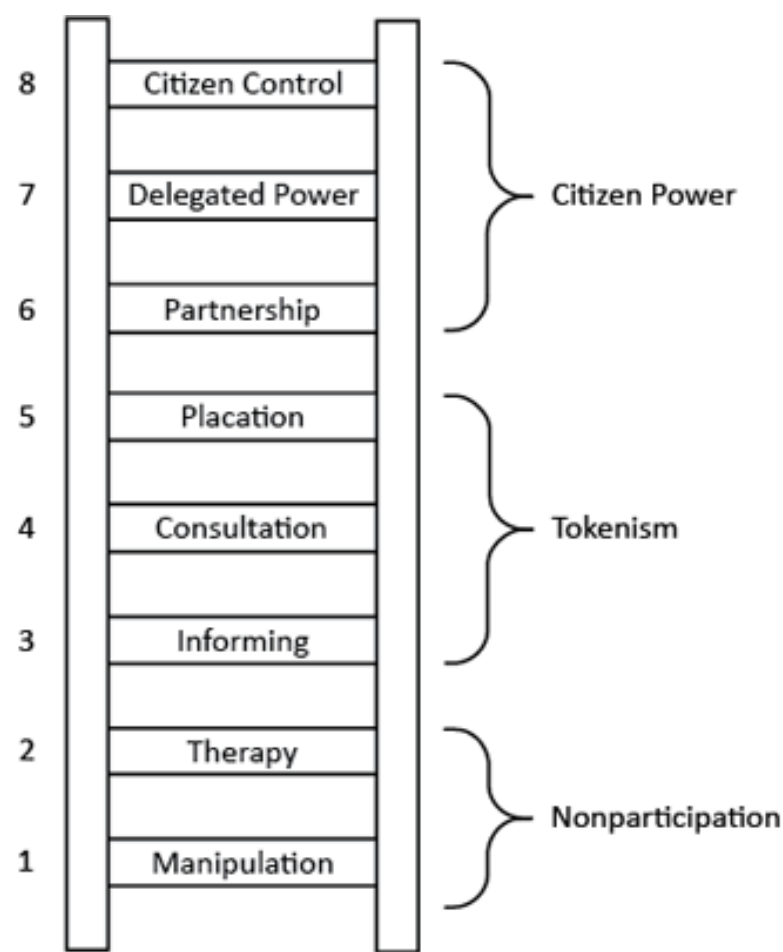 8 Citizen Control
7 Delegated Power Citizen Power
6 Partnership
5 Placation
4 Consultation Tokenism
3 Informing
2 Therapy
Nonparticipation
1 Manipulation